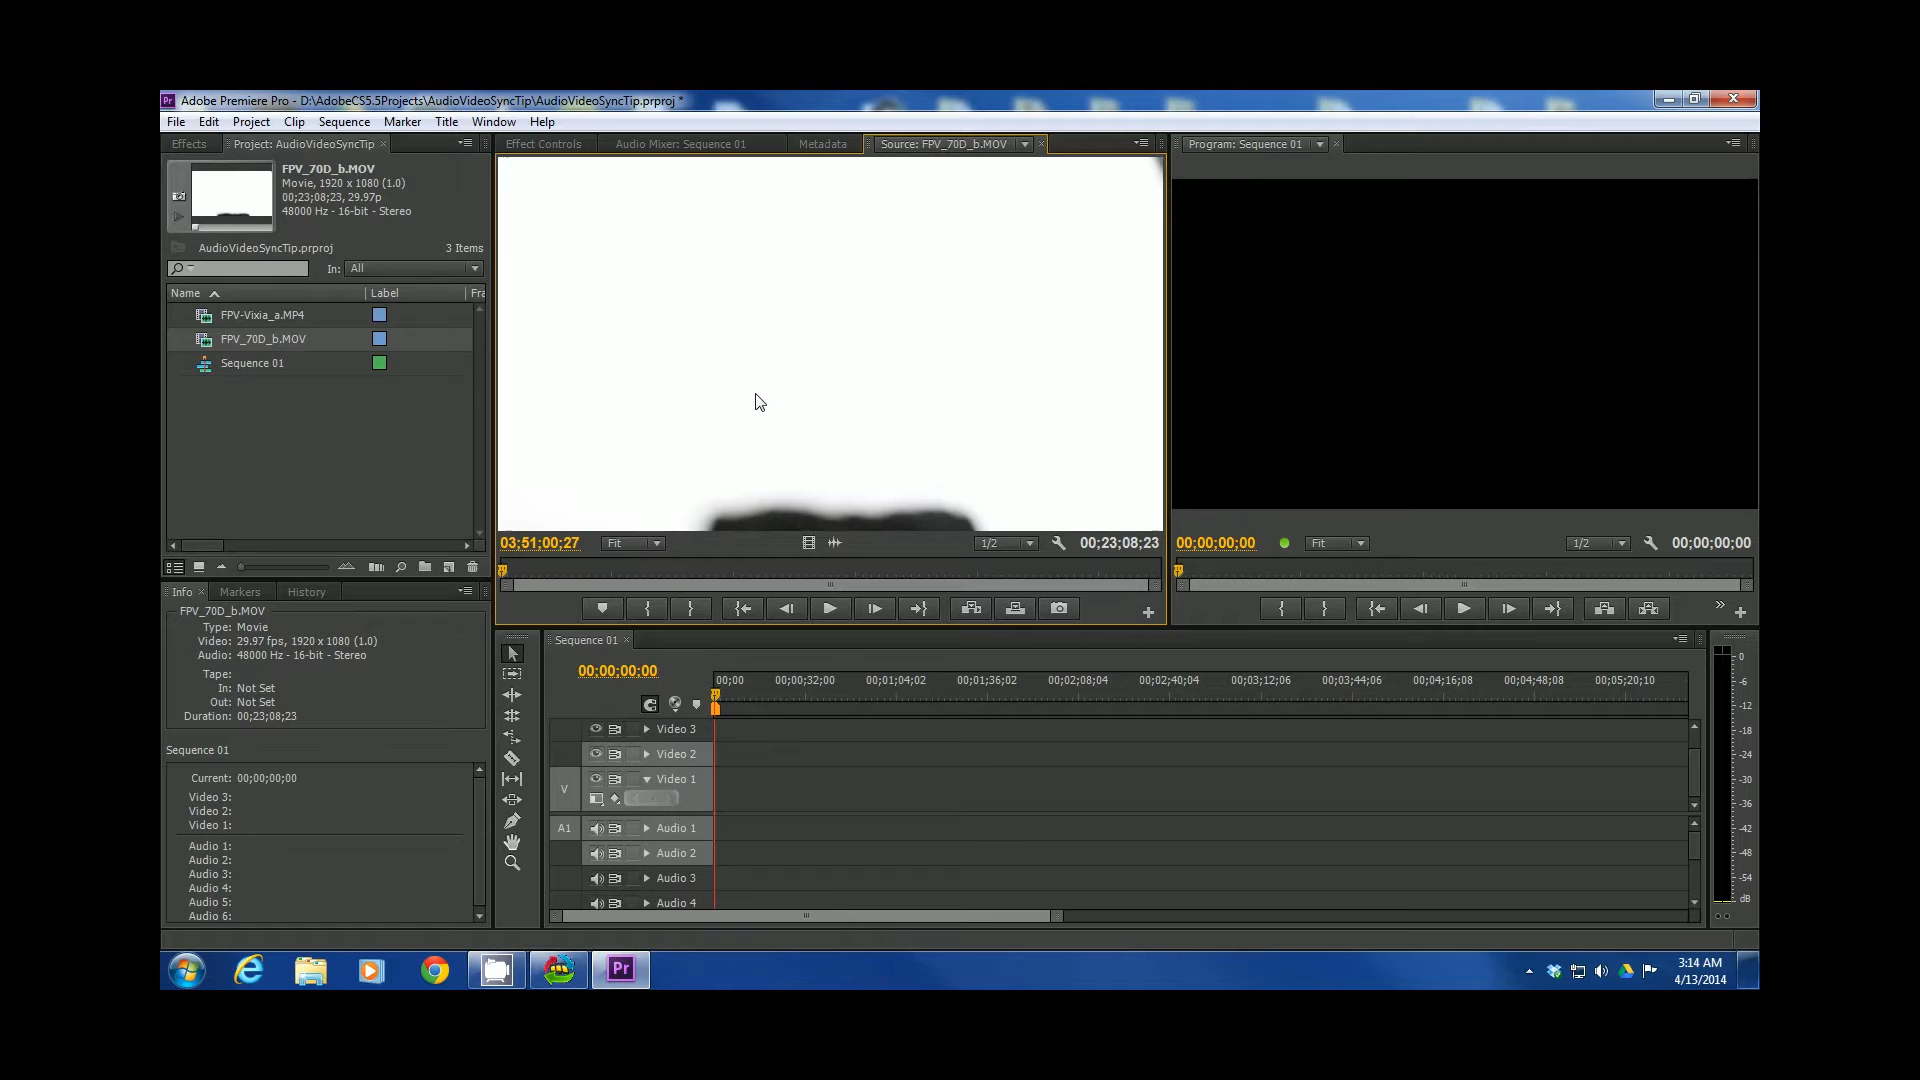 Adobe Premiere Pro - D:\AdobeCS5.5Projects\AudioVideoSyncTip\AudioVideoSyncTip.prproj *
File Edit Project Clip Sequence Marker Title Window Help
Effects Project: AudioVideoSyncTip
Effect Controls Audio Mixer: Sequence 01 Metadata Source: FPV_70D_b.MOV
Program: Sequence 01
FPV_70D_b.MOV
Movie, 1920 x 1080 (1.0)
00;23;08;23, 29.97p
48000 Hz - 16-bit - Stereo
AudioVideoSyncTip.prproj 3 Items
In: All
Name Label Fra
FPV-Vixia_a.MP4
FPV_70D_b.MOV
Sequence 01
03;51;00;27 Fit 1/2 00;23;08;23
00;00;00;00 Fit 1/2 00;00;00;00
Info Markers History
FPV_70D_b.MOV
Type: Movie
Video: 29.97 fps, 1920 x 1080 (1.0)
Audio: 48000 Hz - 16-bit - Stereo
Tape:
In: Not Set
Out: Not Set
Duration: 00;23;08;23
Sequence 01
Current: 00;00;00;00
Video 3:
Video 2:
Video 1:
Audio 1:
Audio 2:
Audio 3:
Audio 4:
Audio 5:
Audio 6:
Sequence 01
00;00;00;00
00;00 00;00;32;00 00;01;04;02 00;01;36;02 00;02;08;04 00;02;40;04 00;03;12;06 00;03;44;06 00;04;16;08 00;04;48;08 00;05;20;10
Video 3
Video 2
V Video 1
A1 Audio 1
Audio 2
Audio 3
Audio 4
0
-6
-12
-18
-24
-30
-36
-42
-48
-54
dB
Pr
3:14 AM
4/13/2014